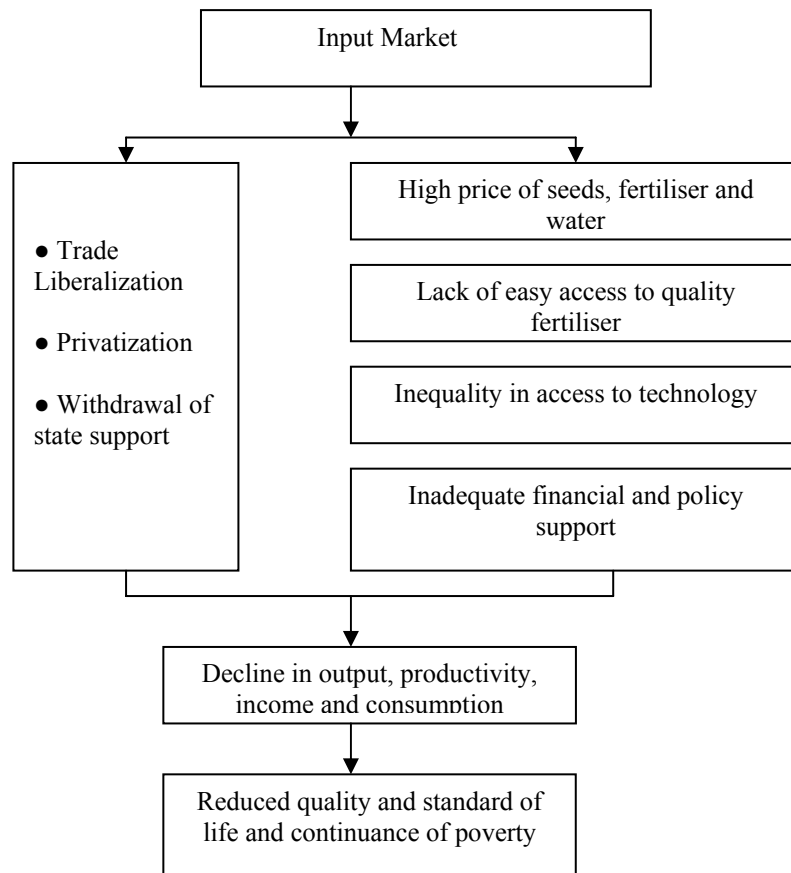 Input Market
● Trade
Liberalization
● Privatization
● Withdrawal of
state support
High price of seeds, fertiliser and
water
Lack of easy access to quality
fertiliser
Inequality in access to technology
Inadequate financial and policy
support
Decline in output, productivity,
income and consumption
Reduced quality and standard of
life and continuance of poverty